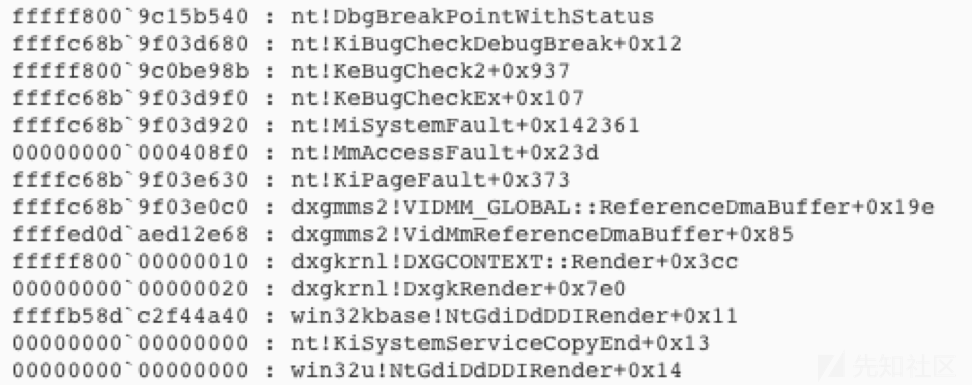 fffff800`9c15b540 : nt!DbgBreakPointWithStatus
ffffc68b`9f03d680 : nt!KiBugCheckDebugBreak+0x12
fffff800`9c0be98b : nt!KeBugCheck2+0x937
ffffc68b`9f03d9f0 : nt!KeBugCheckEx+0x107
ffffc68b`9f03d920 : nt!MiSystemFault+0x142361
00000000`000408f0 : nt!MmAccessFault+0x23d
ffffc68b`9f03e630 : nt!KiPageFault+0x373
ffffc68b`9f03e0c0 : dxgmms2!VIDMM_GLOBAL::ReferenceDmaBuffer+0x19e
ffffed0d`aed12e68 : dxgmms2!VidMmReferenceDmaBuffer+0x85
fffff800`00000010 : dxgkrnl!DXGCONTEXT::Render+0x3cc
00000000`00000020 : dxgkrnl!DxgkRender+0x7e0
ffffb58d`c2f44a40 : win32kbase!NtGdiDdDDIRender+0x11
00000000`00000000 : nt!KiSystemServiceCopyEnd+0x13
00000000`00000000 : win32u!NtGdiDdDDIRender+0x14
先知社区